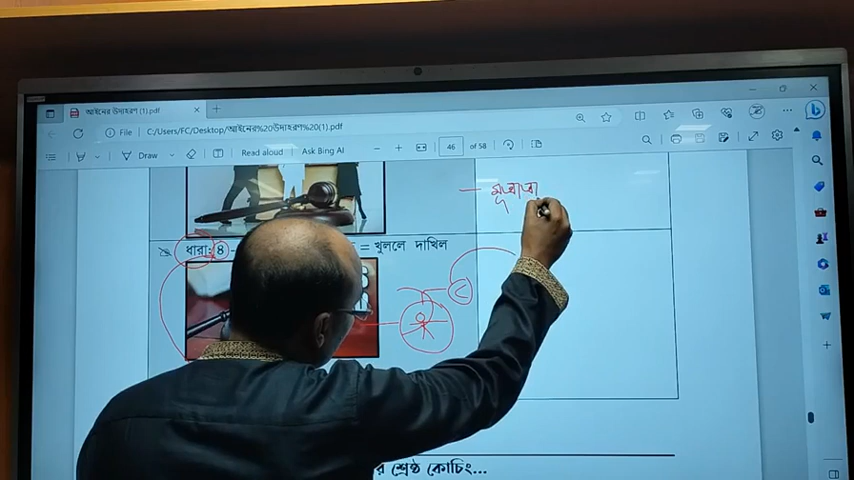 আইনের উদাহরণ (1).pdf
File C:/Users/FC/Desktop/আইনের%20উদাহরণ%20(1).pdf
Draw Read aloud Ask Bing AI 46 of 58
ধারা: 8 - = খুললে দাখিল
র শ্রেষ্ঠ কোচিং...